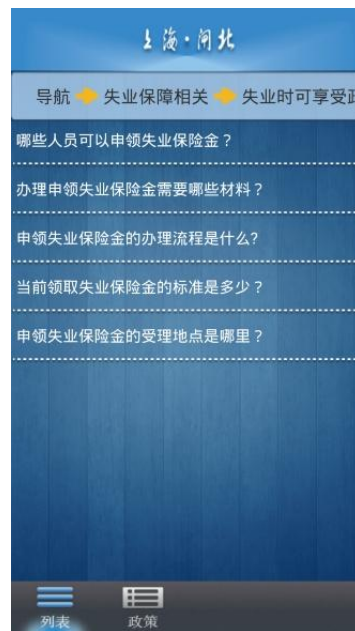 上海·闸北
导航 失业保障相关 失业时可享受政
哪些人员可以申领失业保险金？
办理申领失业保险金需要哪些材料？
申领失业保险金的办理流程是什么?
当前领取失业保险金的标准是多少？
申领失业保险金的受理地点是哪里？
列表 政策